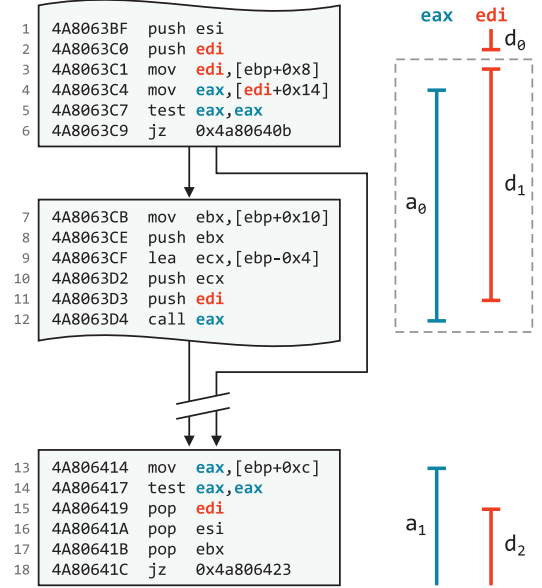 eax edi
d0
1 4A8063BF push esi
2 4A8063C0 push edi
3 4A8063C1 mov edi,[ebp+0x8]
4 4A8063C4 mov eax,[edi+0x14]
5 4A8063C7 test eax,eax
6 4A8063C9 jz 0x4a80640b
a0 d1
7 4A8063CB mov ebx,[ebp+0x10]
8 4A8063CE push ebx
9 4A8063CF lea ecx,[ebp-0x4]
10 4A8063D2 push ecx
11 4A8063D3 push edi
12 4A8063D4 call eax
13 4A806414 mov eax,[ebp+0xc]
14 4A806417 test eax,eax
15 4A806419 pop edi
16 4A80641A pop esi
17 4A80641B pop ebx
18 4A80641C jz 0x4a806423
a1 d2